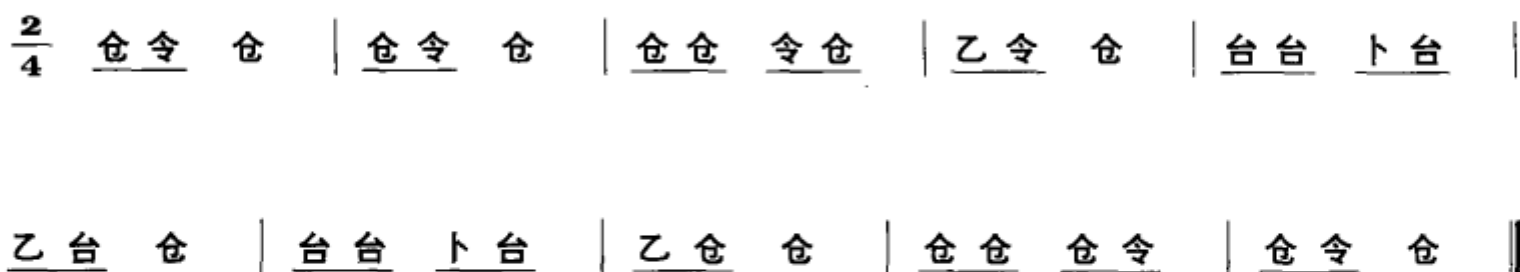 2/4 仓令 仓 | 仓令 仓 | 仓仓 令仓 | 乙令 仓 | 台台 卜台 |
乙台 仓 | 台台 卜台 | 乙仓 仓 | 仓仓 仓令 | 仓令 仓 ‖